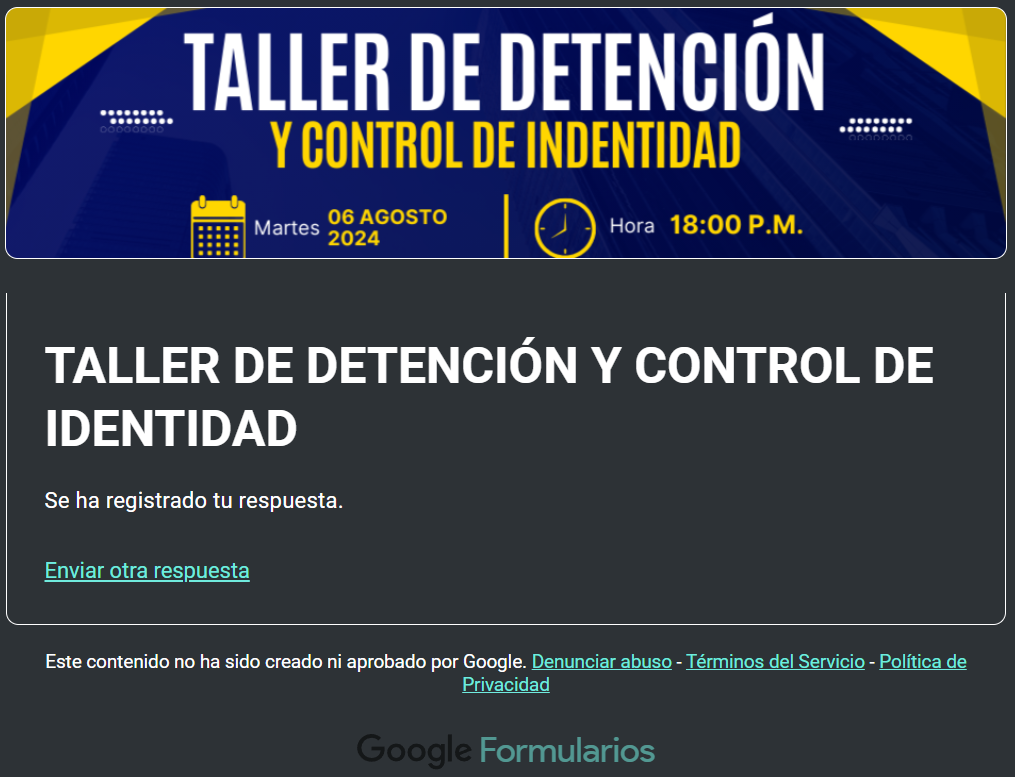 TALLER DE DETENCIÓN
Y CONTROL DE INDENTIDAD
Martes 06 AGOSTO 2024
Hora 18:00 P.M.
TALLER DE DETENCIÓN Y CONTROL DE
IDENTIDAD
Se ha registrado tu respuesta.
Enviar otra respuesta
Este contenido no ha sido creado ni aprobado por Google. Denunciar abuso - Términos del Servicio - Política de
Privacidad
Google Formularios